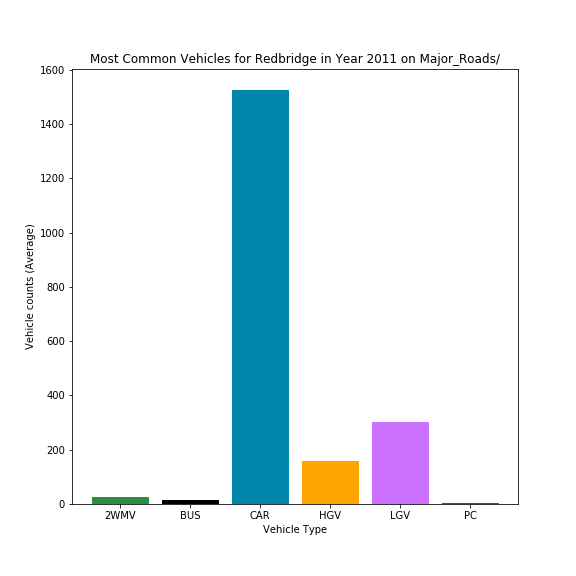 Most Common Vehicles for Redbridge in Year 2011 on Major_Roads/
1600
1400
1200
1000
800
600
400
200
0
Vehicle counts (Average)
2WMV BUS CAR HGV LGV PC
Vehicle Type